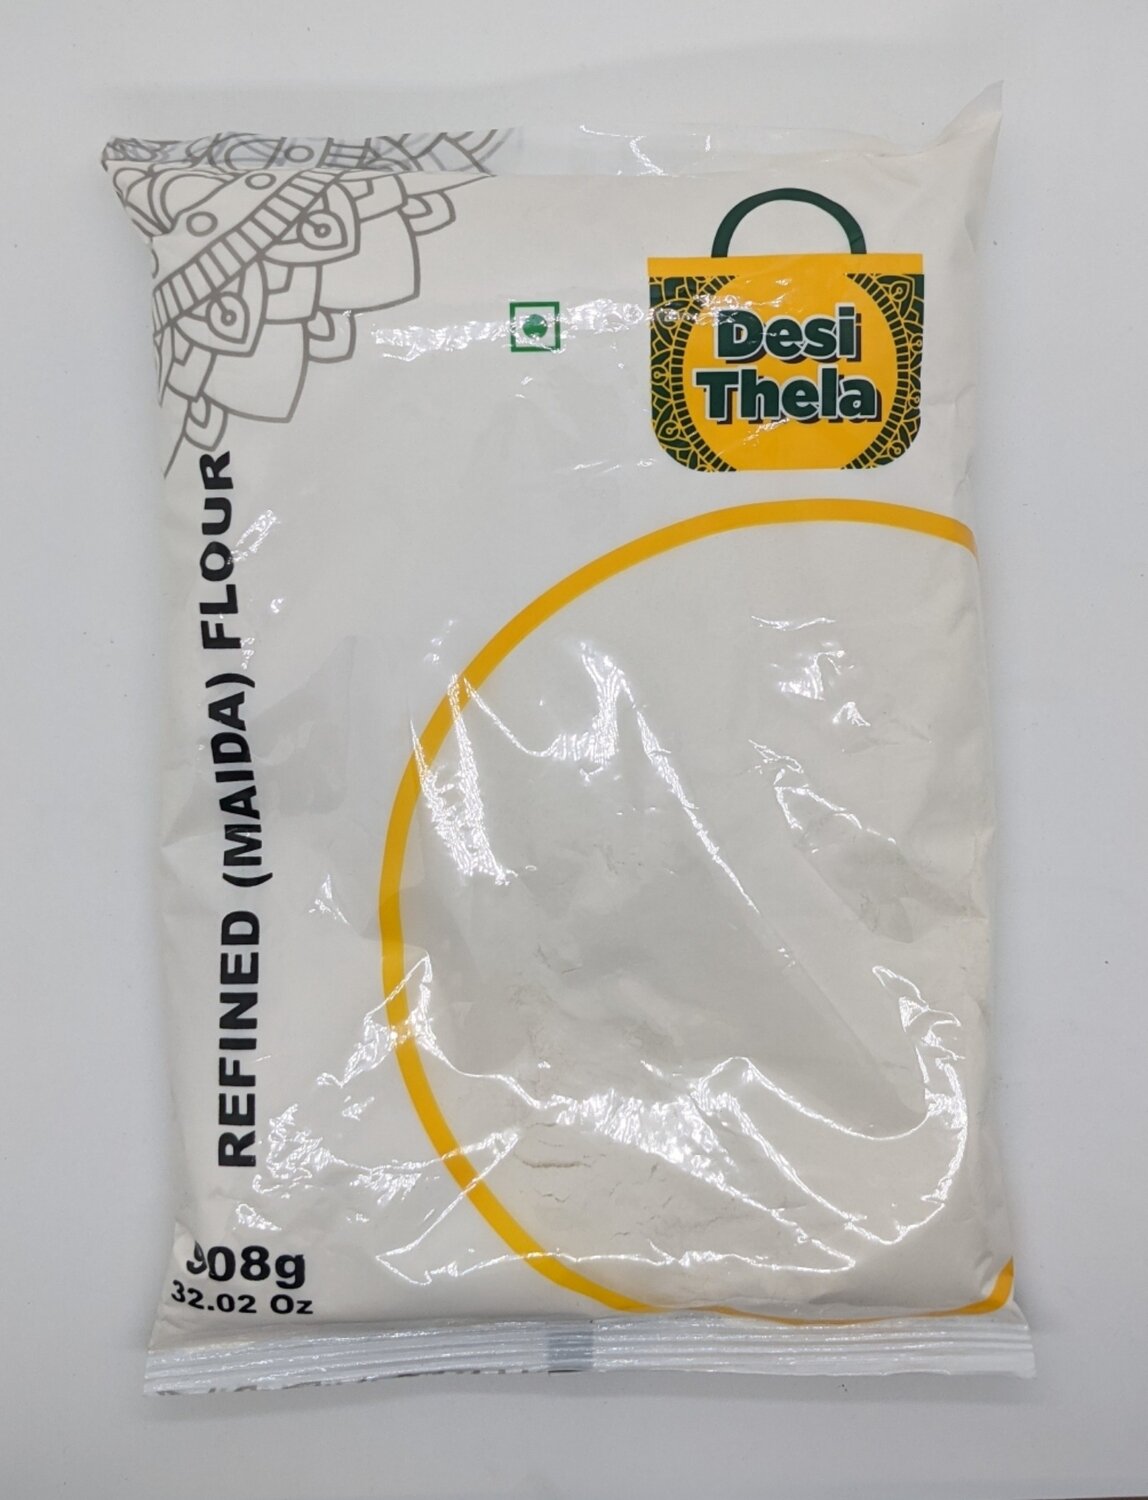 Desi
Thela
REFINED (MAIDA) FLOUR
908g
32.02 Oz